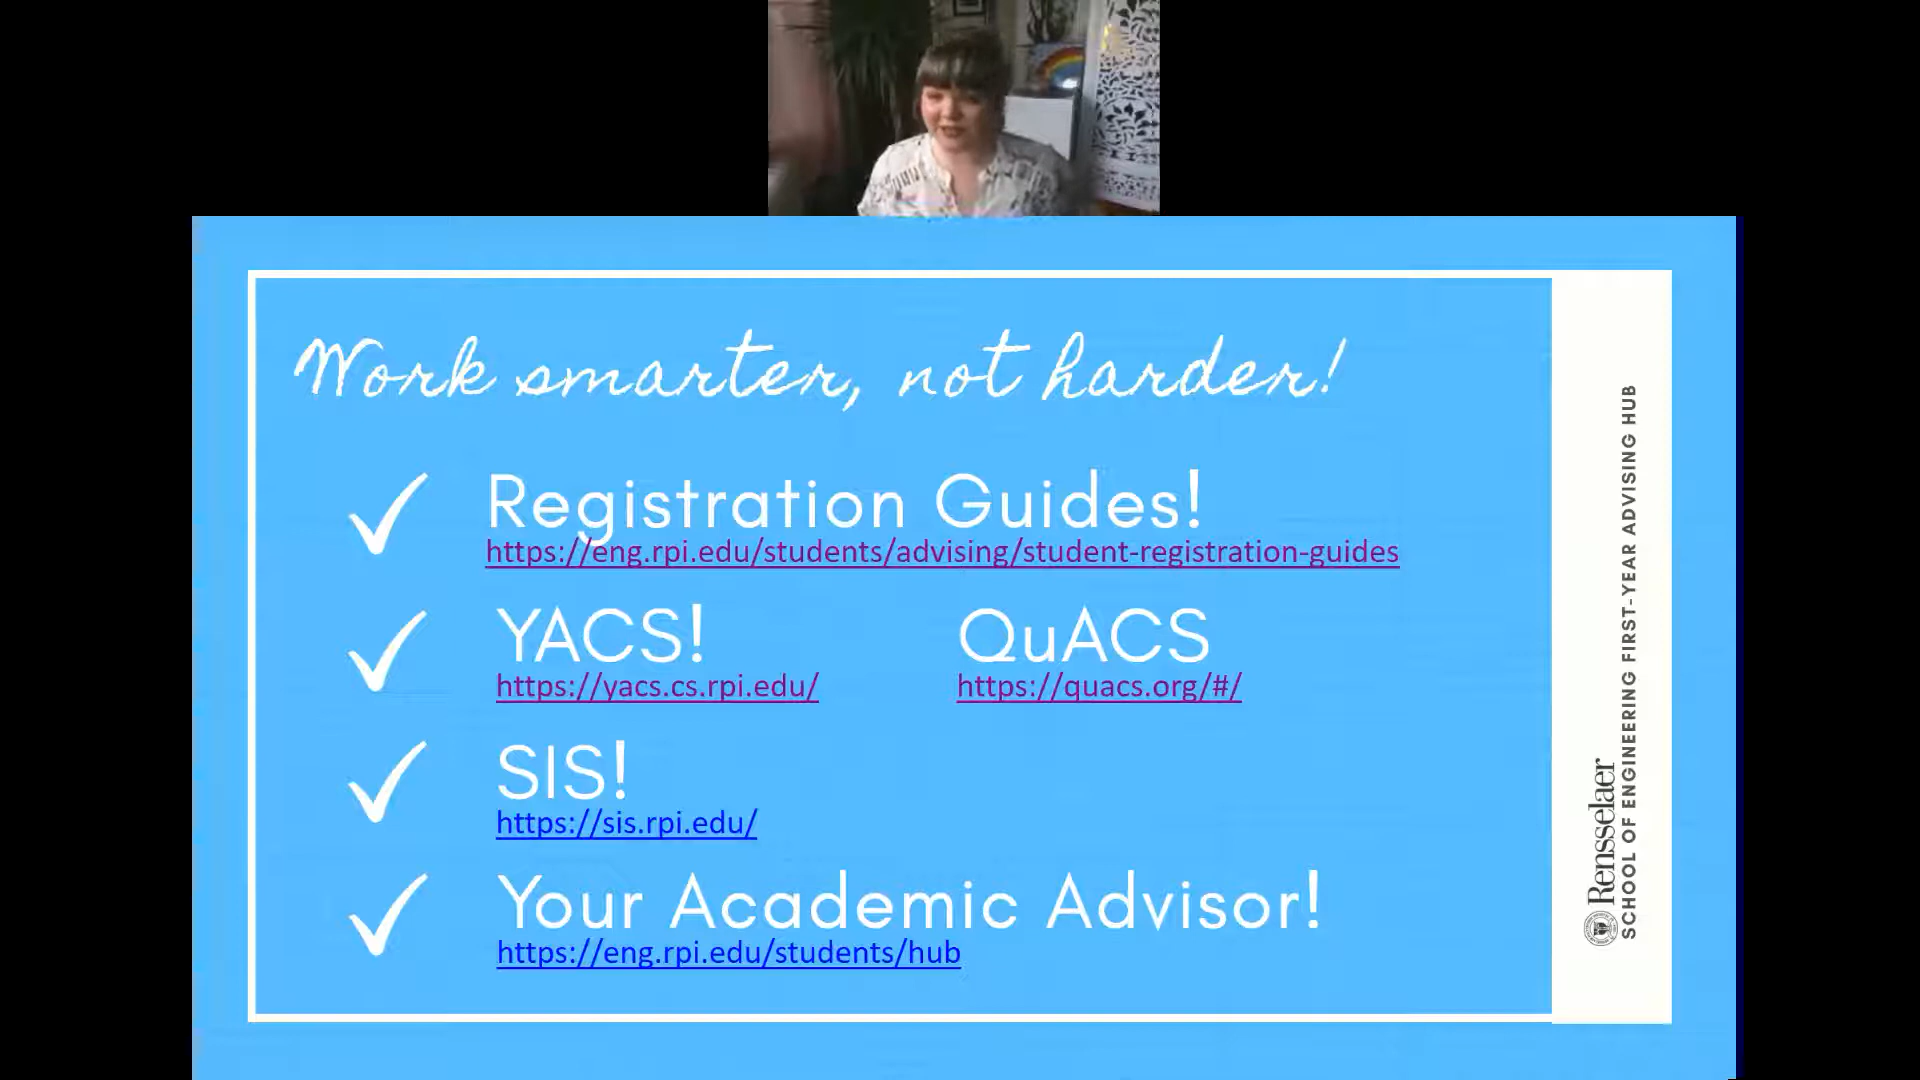 Work smarter, not harder!
Registration Guides!
https://eng.rpi.edu/students/advising/student-registration-guides
YACS!
https://yacs.cs.rpi.edu/
QuACS
https://quacs.org/#/
SIS!
https://sis.rpi.edu/
Your Academic Advisor!
https://eng.rpi.edu/students/hub
Rensselaer
SCHOOL OF ENGINEERING FIRST-YEAR ADVISING HUB